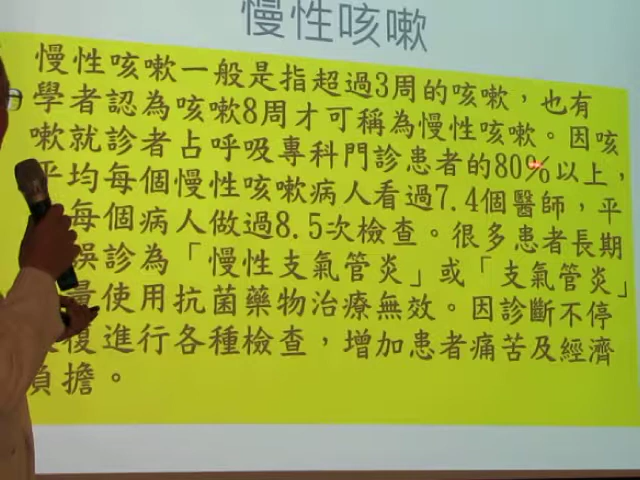 慢性咳嗽
慢性咳嗽一般是指超過3周的咳嗽，也有
學者認為咳嗽8周才可稱為慢性咳嗽。因咳
嗽就診者占呼吸專科門診患者的80%以上，
平均每個慢性咳嗽病人看過7.4個醫師，平
每個病人做過8.5次檢查。很多患者長期
誤診為「慢性支氣管炎」或「支氣管炎」
量使用抗菌藥物治療無效。因診斷不停
復進行各種檢查，增加患者痛苦及經濟
負擔。